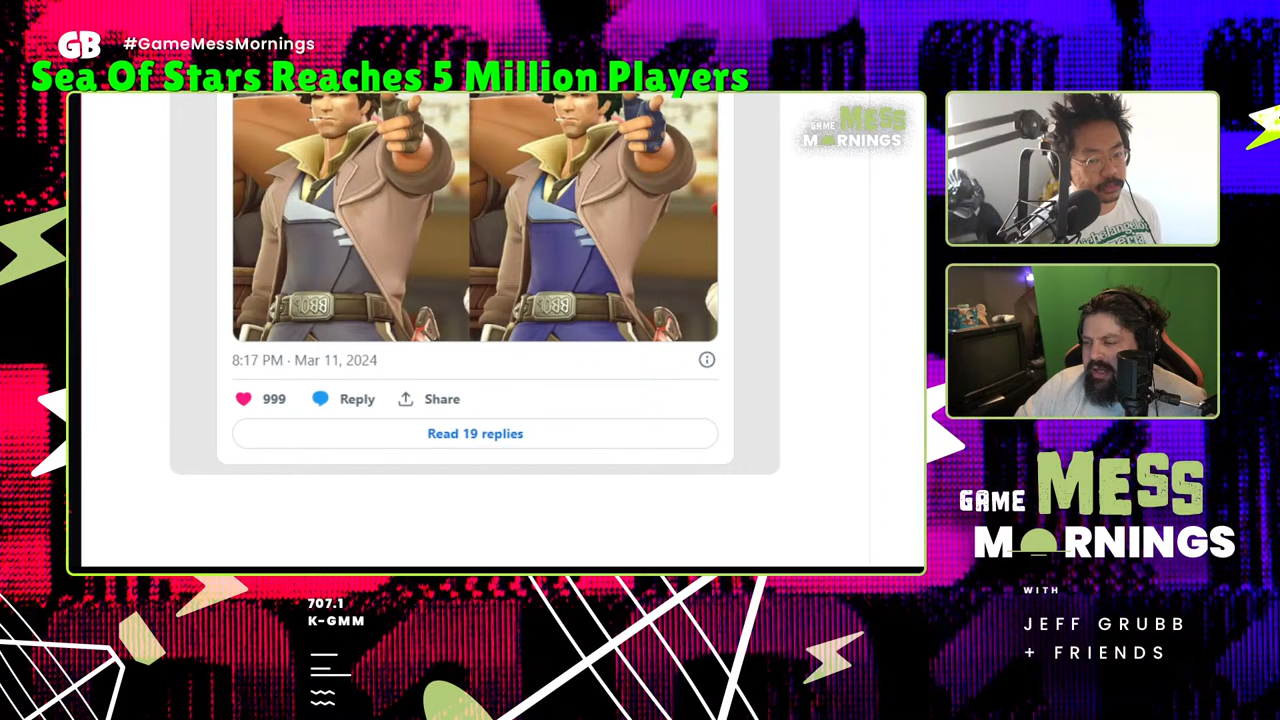 GB #GameMessMornings
Sea Of Stars Reaches 5 Million Players
GAME MESS
MORNINGS
8:17 PM · Mar 11, 2024
999 Reply Share
Read 19 replies
GAME MESS
MORNINGS
WITH
JEFF GRUBB
+ FRIENDS
707.1
K-GMM